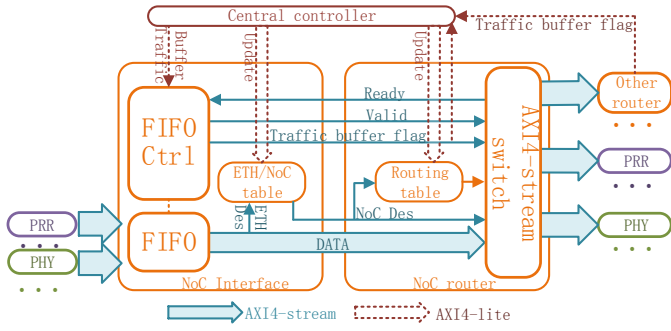 Central controller
Traffic buffer flag
Buffer
Traffic
Update
Update
Other
router
Ready
Valid
Traffic buffer flag
FIFO
Ctrl
AXI4-stream
switch
PRR
ETH/NoC
table
Routing
table
ETH
Des
NoC Des
PRR
FIFO
DATA
PHY
PHY
NoC Interface
NoC router
AXI4-stream
AXI4-lite